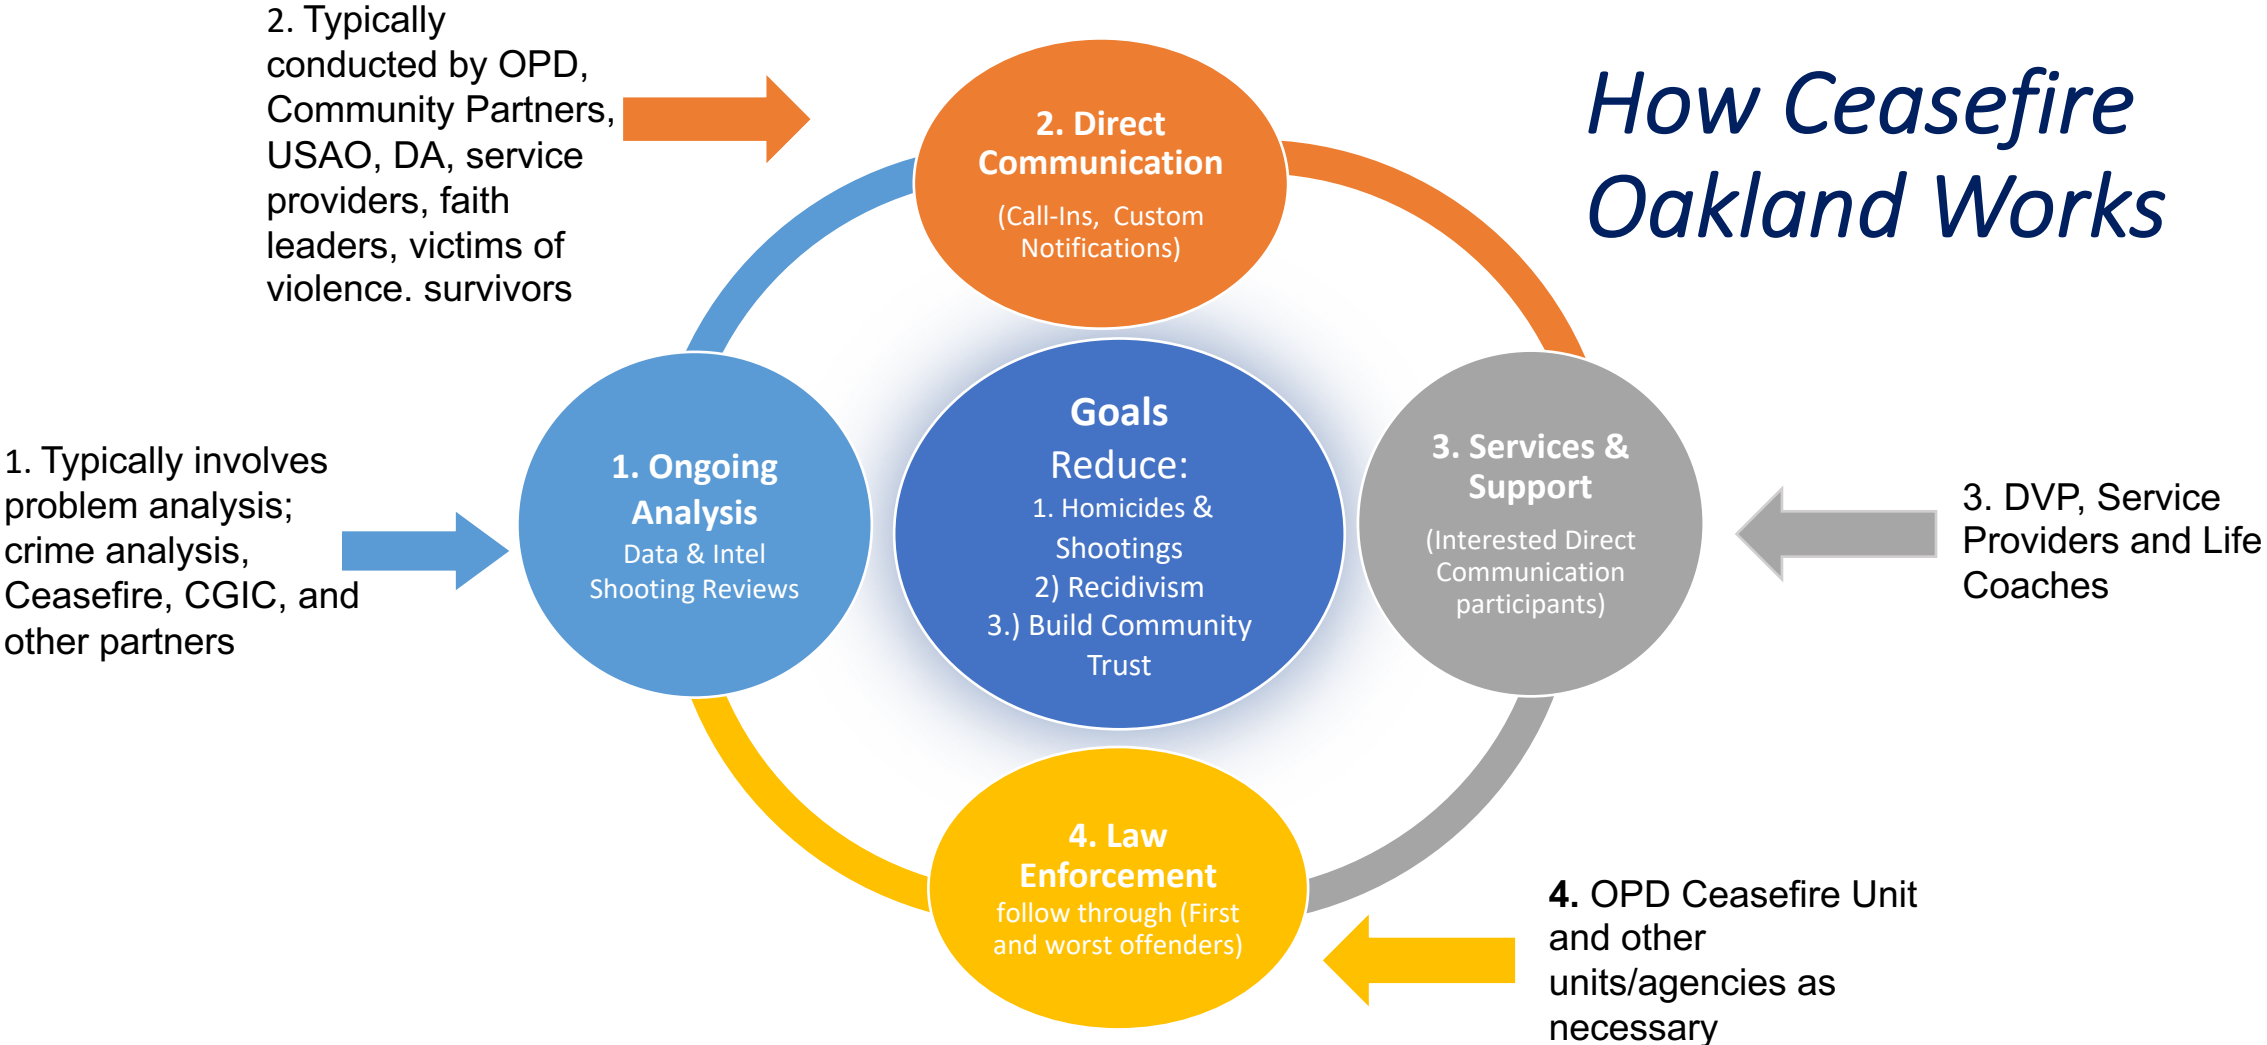 How Ceasefire
Oakland Works
2. Typically
conducted by OPD,
Community Partners,
USAO, DA, service
providers, faith
leaders, victims of
violence. survivors
2. Direct
Communication
(Call-Ins, Custom
Notifications)
1. Typically involves
problem analysis;
crime analysis,
Ceasefire, CGIC, and
other partners
1. Ongoing
Analysis
Data & Intel
Shooting Reviews
Goals
Reduce:
1. Homicides &
Shootings
2) Recidivism
3.) Build Community
Trust
3. Services &
Support
(Interested Direct
Communication
participants)
3. DVP, Service
Providers and Life
Coaches
4. Law
Enforcement
follow through (First
and worst offenders)
4. OPD Ceasefire Unit
and other
units/agencies as
necessary